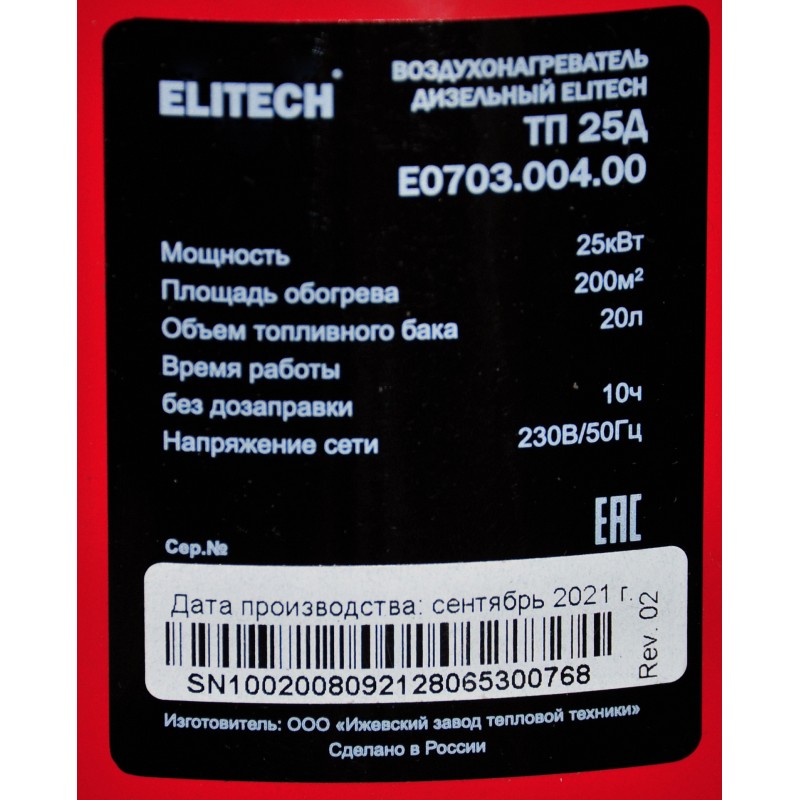 ELITECH
ВОЗДУХОНАГРЕВАТЕЛЬ
ДИЗЕЛЬНЫЙ ELITECH
ТП 25Д
E0703.004.00
Мощность 25кВт
Площадь обогрева 200м²
Объем топливного бака 20л
Время работы
без дозаправки 10ч
Напряжение сети 230В/50Гц
EAC
Сер.№
Дата производства: сентябрь 2021 г.
SN1002008092128065300768
Rev. 02
Изготовитель: ООО «Ижевский завод тепловой техники»
Сделано в России